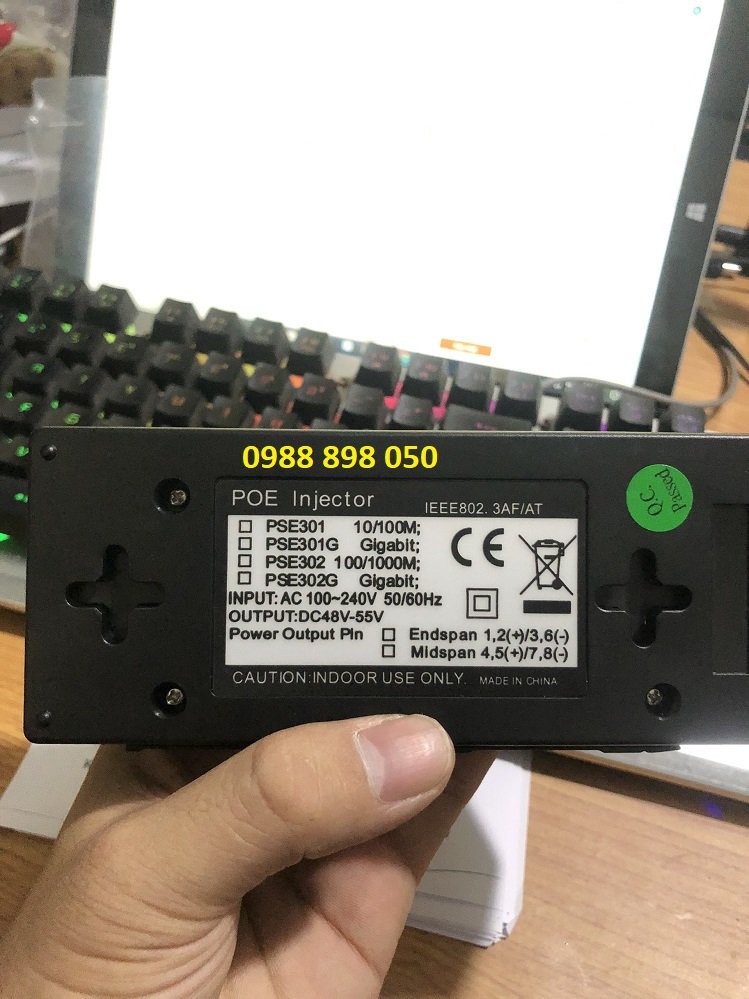 0988 898 050
POE Injector IEEE802. 3AF/AT
Q.C.
Passed
PSE301 10/100M;
PSE301G Gigabit;
PSE302 100/1000M;
PSE302G Gigabit;
CE
INPUT: AC 100~240V 50/60Hz
OUTPUT:DC48V-55V
Power Output PIn Endspan 1,2(+)/3,6(-)
Midspan 4,5(+)/7,8(-)
CAUTION:INDOOR USE ONLY. MADE IN CHINA